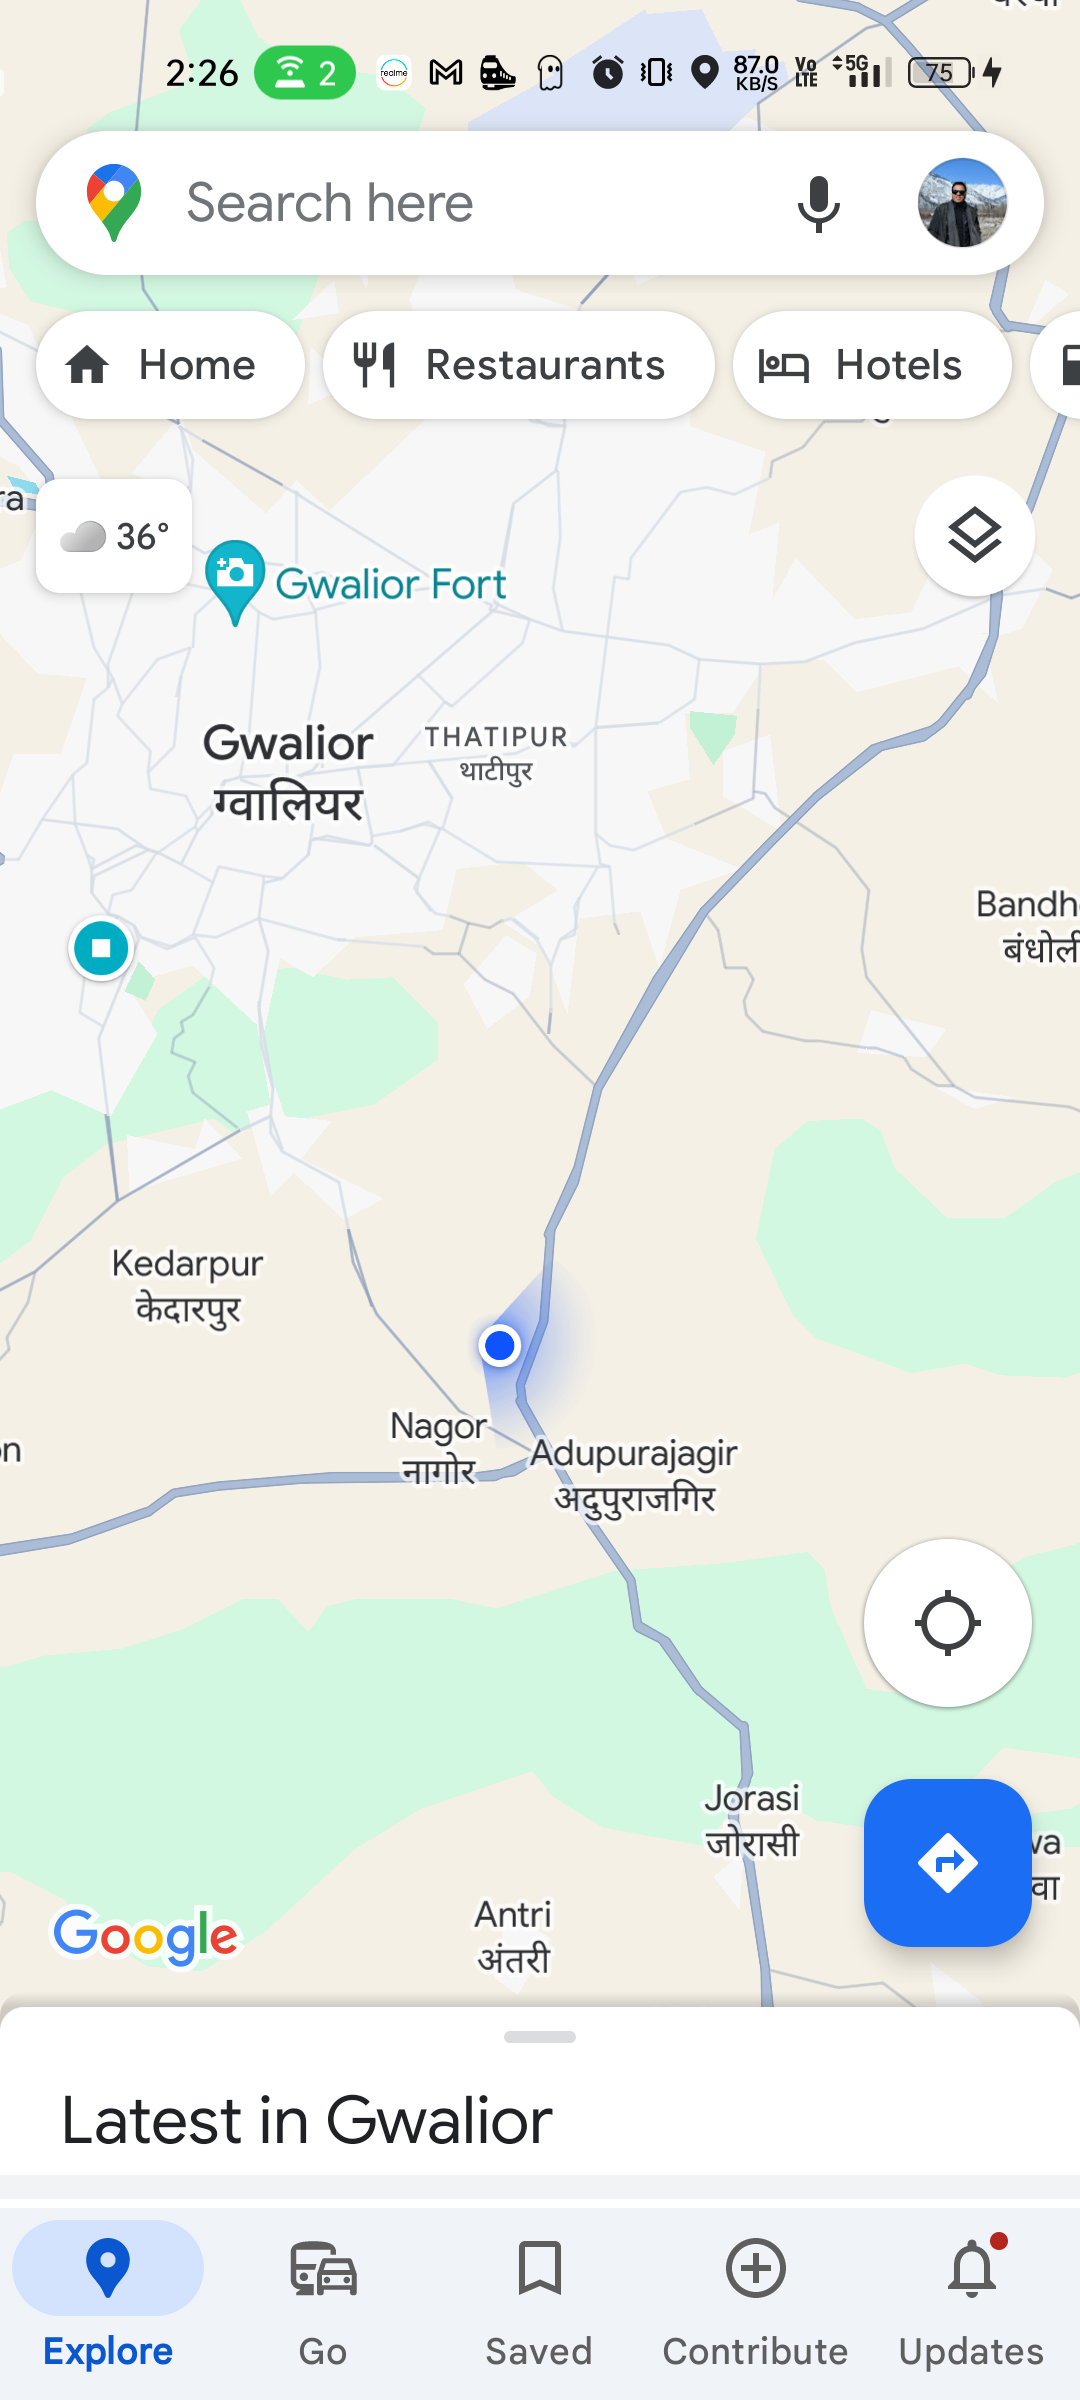 2:26
2
realme
87.0
KB/S
Vo
LTE
5G
75
Search here
Home
Restaurants
Hotels
36°
Gwalior Fort
Gwalior
ग्वालियर
THATIPUR
थाटीपुर
Kedarpur
केदारपुर
Nagor
नागोर
Adupurajagir
अदुपुराजगिर
Jorasi
जोरासी
Antri
अंतरी
Google
Latest in Gwalior
Explore
Go
Saved
Contribute
Updates